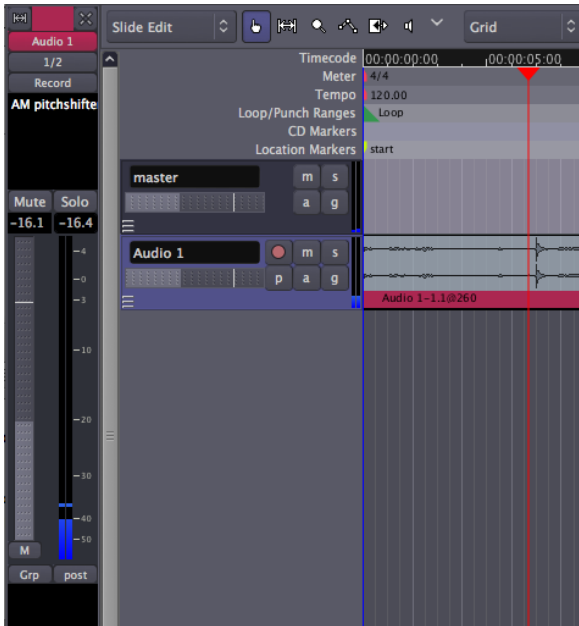 Audio 1
1/2
Record
AM pitchshifte
Mute Solo
-16.1 -16.4
-4
-0
-3
-10
-20
-30
-40
-50
M
Grp post
Slide Edit Grid
Timecode 00:00:00:00 00:00:05:00
Meter 4/4
Tempo 120.00
Loop/Punch Ranges Loop
CD Markers
Location Markers start
master m s
a g
Audio 1 m s
p a g
Audio 1-1.1@260